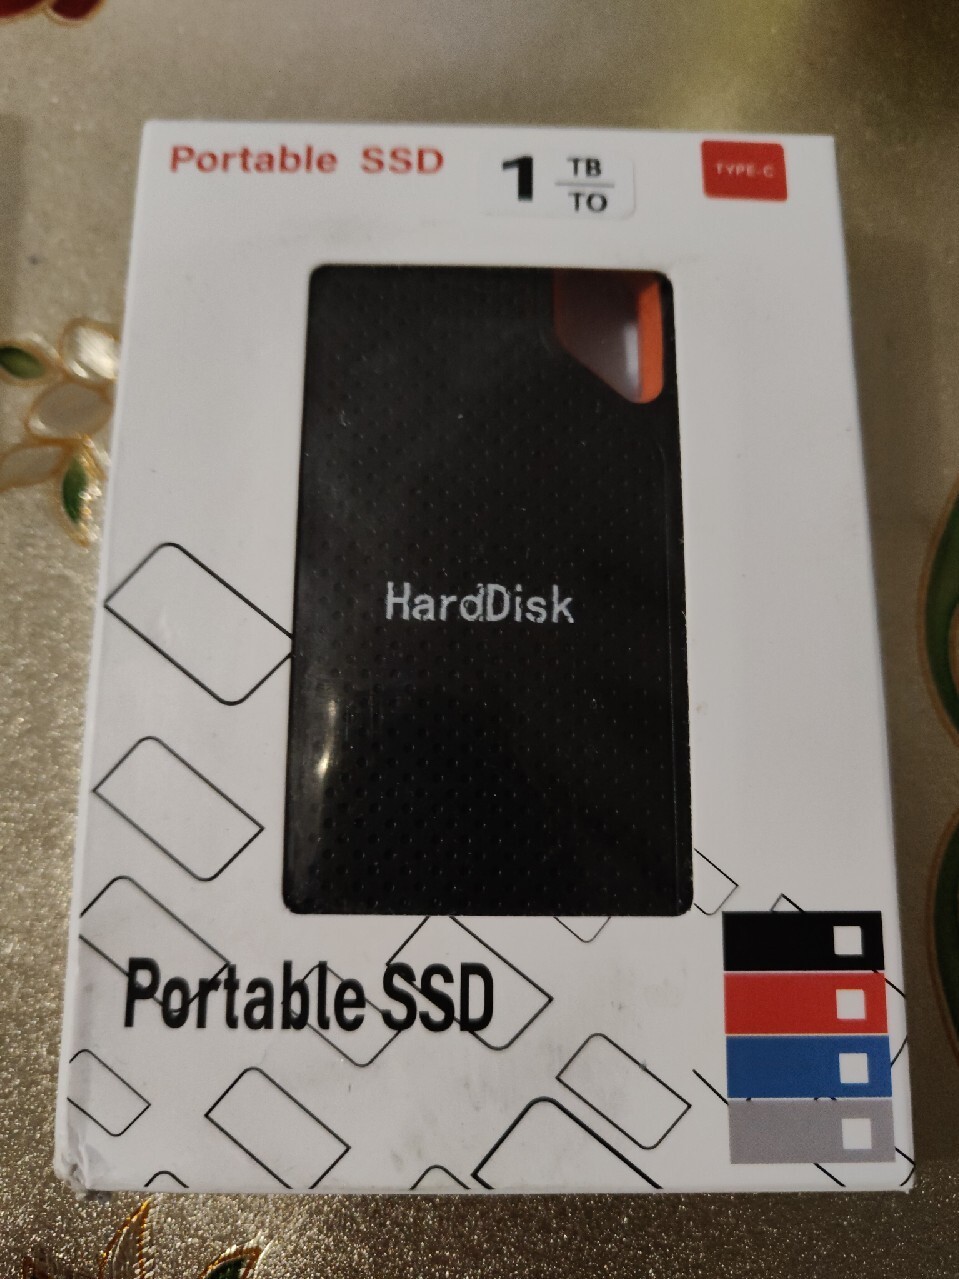 Portable SSD
1 TB
TO
TYPE-C
HardDisk
Portable SSD